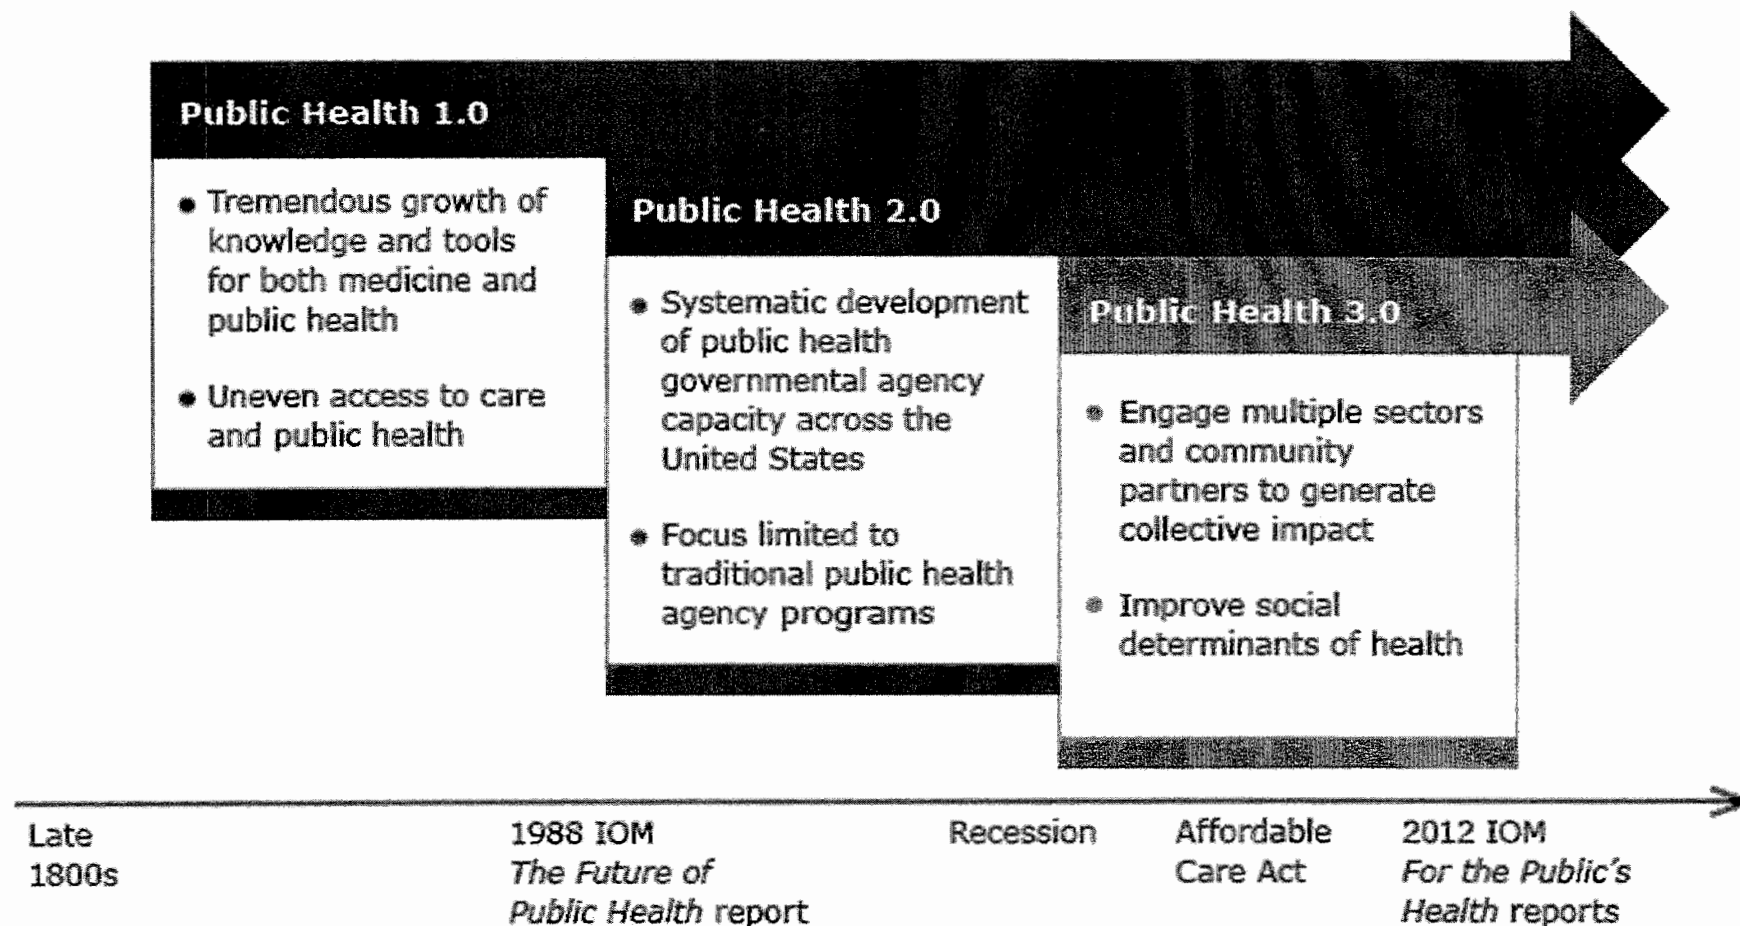 Public Health 1.0
• Tremendous growth of
knowledge and tools
for both medicine and
public health
• Uneven access to care
and public health
Public Health 2.0
• Systematic development
of public health
governmental agency
capacity across the
United States
• Focus limited to
traditional public health
agency programs
Public Health 3.0
• Engage multiple sectors
and community
partners to generate
collective impact
• Improve social
determinants of health
Late
1800s
1988 IOM
The Future of
Public Health report
Recession
Affordable
Care Act
2012 IOM
For the Public's
Health reports